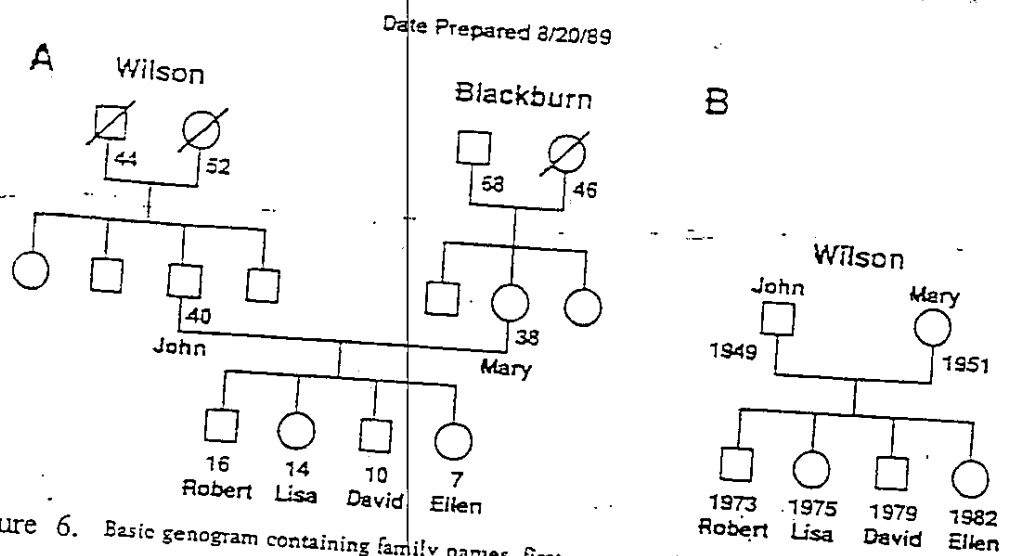 Date Prepared 8/20/89
A
Wilson
Blackburn
B
44
52
58
46
40
John
38
Mary
16
Robert
14
Lisa
10
David
7
Ellen
Wilson
John
Mary
1949
1951
1973
Robert
1975
Lisa
1979
David
1982
Ellen
ure 6. Basic genogram containing family names, first